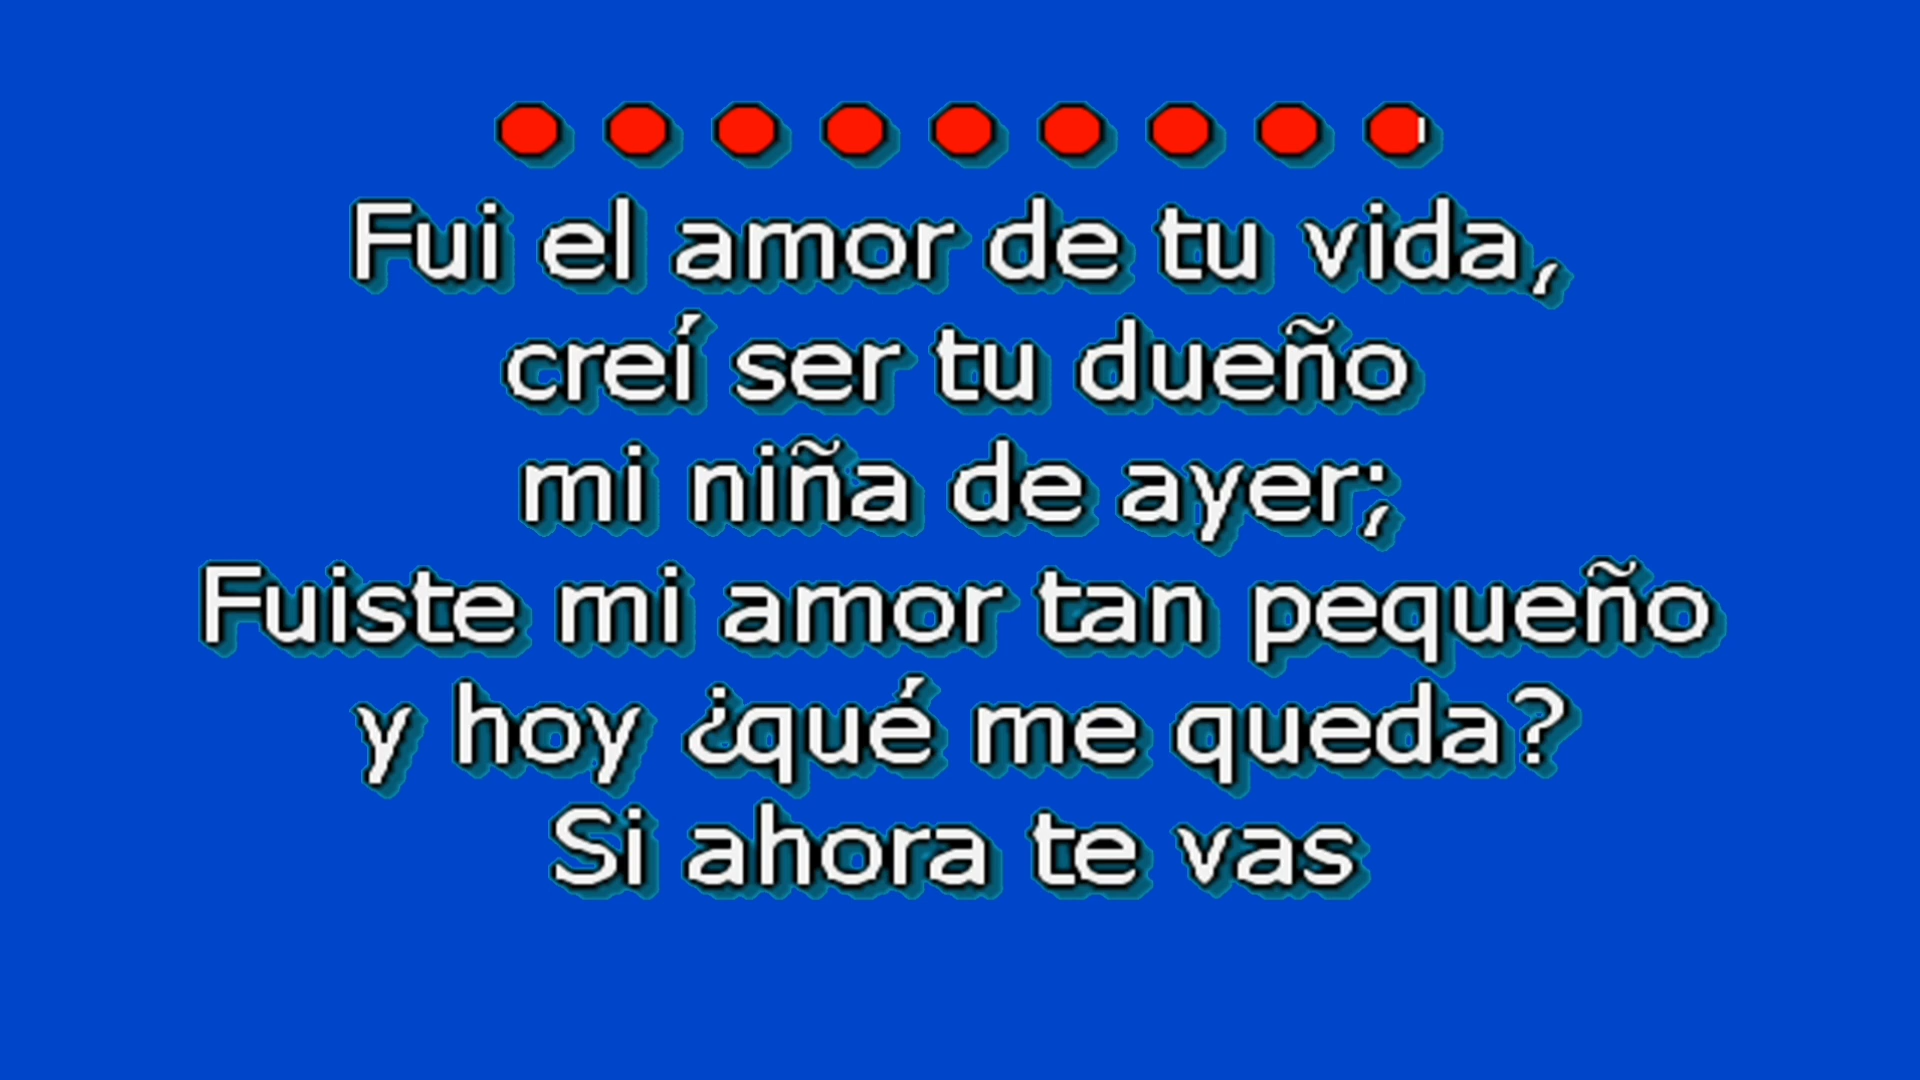 Fui el amor de tu vida,
creí ser tu dueño
mi niña de ayer;
Fuiste mi amor tan pequeño
y hoy ¿qué me queda?
Si ahora te vas